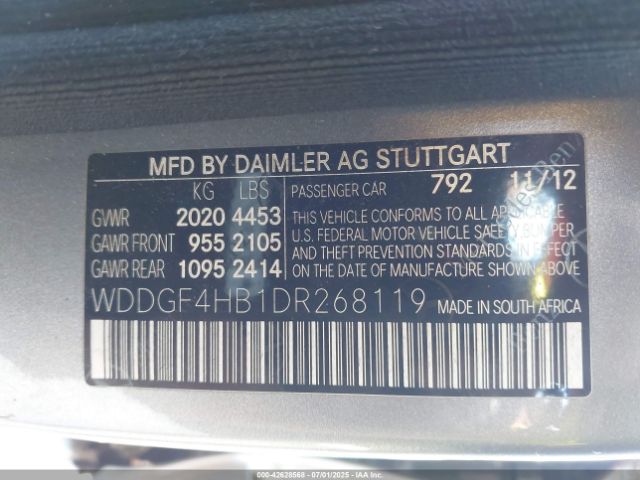 MFD BY DAIMLER AG STUTTGART
KG LBS
GVWR 2020 4453
GAWR FRONT 955 2105
GAWR REAR 1095 2414
PASSENGER CAR 792 11/12
THIS VEHICLE CONFORMS TO ALL APPLICABLE
U.S. FEDERAL MOTOR VEHICLE SAFETY BUMPER
AND THEFT PREVENTION STANDARDS IN EFFECT
ON THE DATE OF MANUFACTURE SHOWN ABOVE
WDDGF4HB1DR268119 MADE IN SOUTH AFRICA
000-42628568 - 07/01/2025 - IAA Inc.